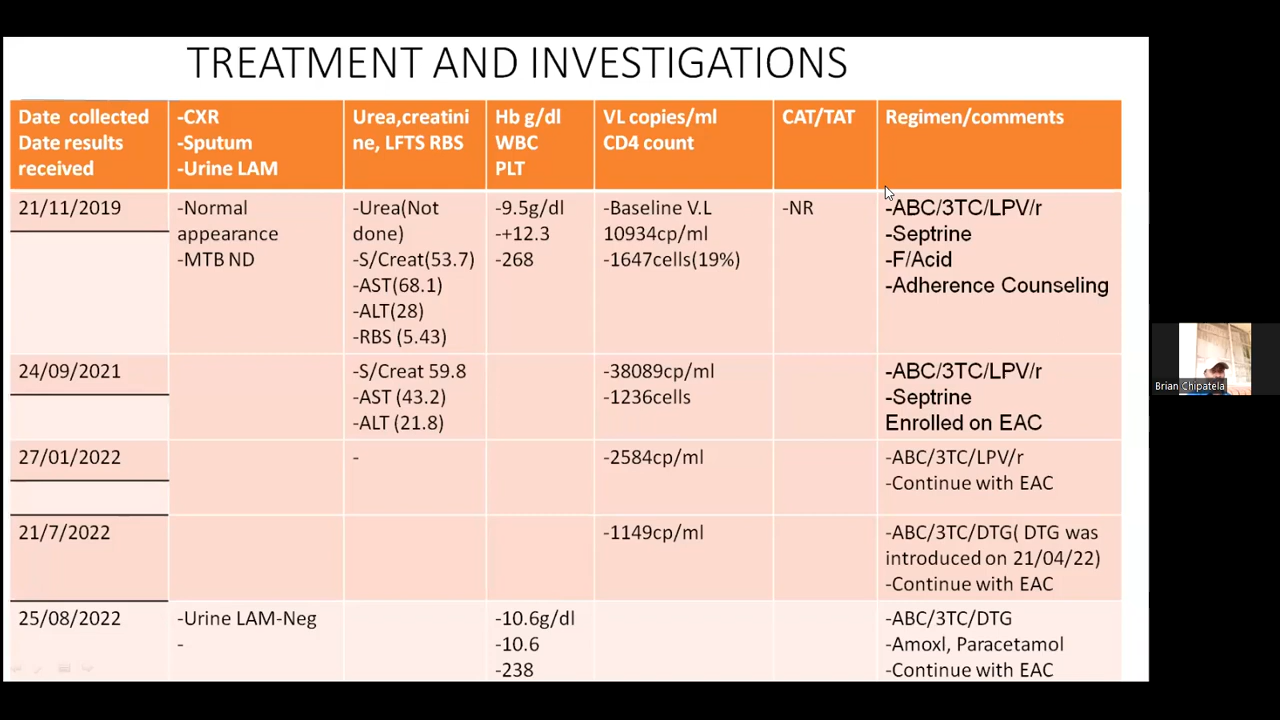 TREATMENT AND INVESTIGATIONS
Date collected
Date results
received
-CXR
-Sputum
-Urine LAM
Urea,creatini
ne, LFTS RBS
Hb g/dl
WBC
PLT
VL copies/ml
CD4 count
CAT/TAT
Regimen/comments
21/11/2019
-Normal
appearance
-MTB ND
-Urea(Not
done)
-S/Creat(53.7)
-AST(68.1)
-ALT(28)
-RBS (5.43)
-9.5g/dl
-+12.3
-268
-Baseline V.L
10934cp/ml
-1647cells(19%)
-NR
-ABC/3TC/LPV/r
-Septrine
-F/Acid
-Adherence Counseling
24/09/2021
-S/Creat 59.8
-AST (43.2)
-ALT (21.8)
-38089cp/ml
-1236cells
-ABC/3TC/LPV/r
-Septrine
Enrolled on EAC
27/01/2022
-
-2584cp/ml
-ABC/3TC/LPV/r
-Continue with EAC
21/7/2022
-1149cp/ml
-ABC/3TC/DTG( DTG was
introduced on 21/04/22)
-Continue with EAC
25/08/2022
-Urine LAM-Neg
-
-10.6g/dl
-10.6
-238
-ABC/3TC/DTG
-Amoxl, Paracetamol
-Continue with EAC
Brian Chipatela